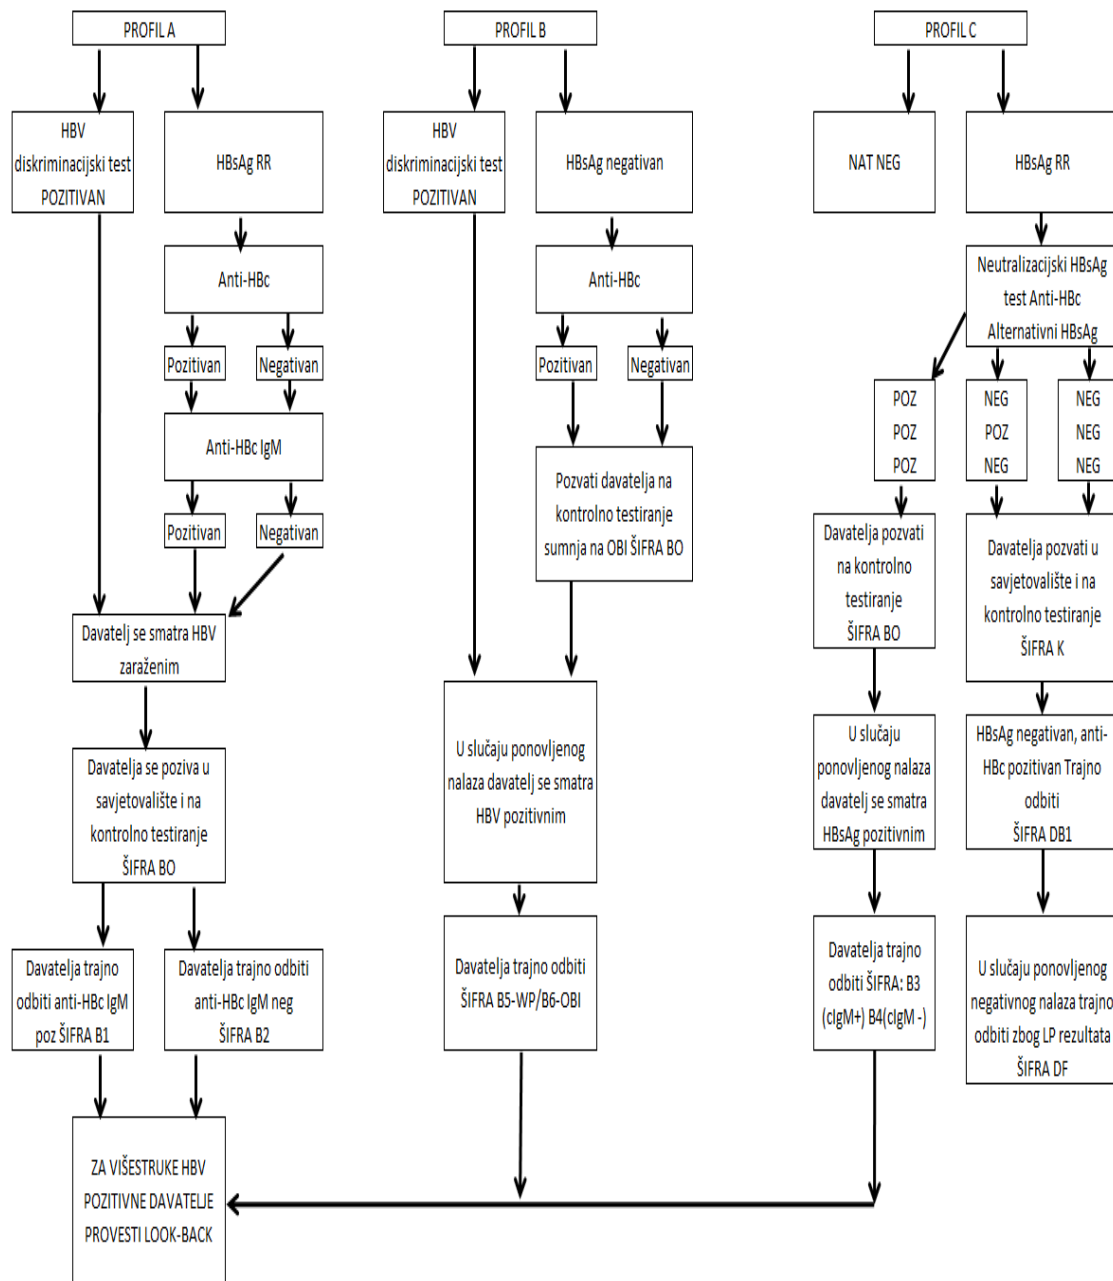 PROFIL A
HBV
diskriminacijski test
POZITIVAN
HBsAg RR
Anti-HBc
Pozitivan
Negativan
Anti-HBc IgM
Pozitivan
Negativan
Davatelj se smatra HBV
zaraženim
Davatelja se poziva u
savjetovalište i na
kontrolno testiranje
ŠIFRA BO
Davatelja trajno
odbiti anti-HBc IgM
poz ŠIFRA B1
Davatelja trajno odbiti
anti-HBc IgM neg
ŠIFRA B2
ZA VIŠESTRUKE HBV
POZITIVNE DAVATELJE
PROVESTI LOOK-BACK
PROFIL B
HBV
diskriminacijski test
POZITIVAN
HBsAg negativan
Anti-HBc
Pozitivan
Negativan
Pozvati davatelja na
kontrolno testiranje
sumnja na OBI ŠIFRA BO
U slučaju ponovljenog
nalaza davatelj se smatra
HBV pozitivnim
Davatelja trajno odbiti
ŠIFRA B5-WP/B6-OBI
PROFIL C
NAT NEG
HBsAg RR
Neutralizacijski HBsAg
test Anti-HBc
Alternativni HBsAg
POZ
POZ
POZ
NEG
POZ
NEG
NEG
NEG
NEG
Davatelja pozvati
na kontrolno
testiranje
ŠIFRA BO
Davatelja pozvati u
savjetovalište i na
kontrolno testiranje
ŠIFRA K
U slučaju
ponovljenog nalaza
davatelj se smatra
HBsAg pozitivnim
HBsAg negativan, anti-
HBc pozitivan Trajno
odbiti
ŠIFRA DB1
Davatelja trajno
odbiti ŠIFRA: B3
(cIgM+) B4(cIgM -)
U slučaju ponovljenog
negativnog nalaza trajno
odbiti zbog LP rezultata
ŠIFRA DF